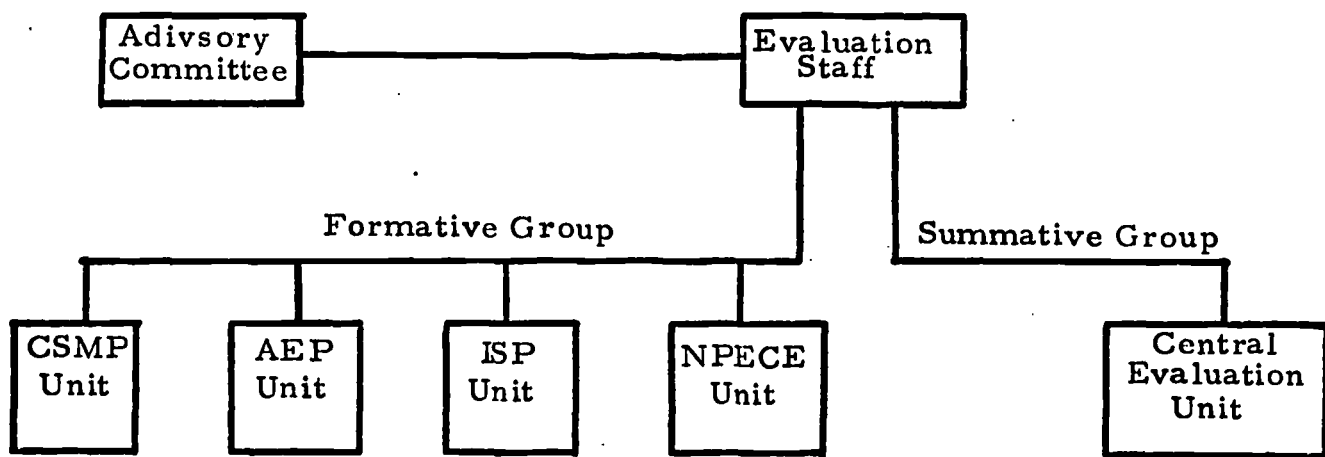 Adivsory
Committee
Evaluation
Staff
Formative Group
Summative Group
CSMP
Unit
AEP
Unit
ISP
Unit
NPECE
Unit
Central
Evaluation
Unit